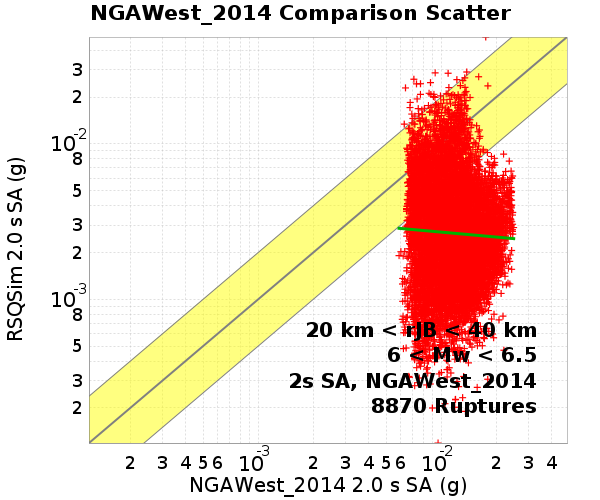 NGAWest_2014 Comparison Scatter
RSQSim 2.0 s SA (g)
3
2
10-2
8
5
3
2
10-3
8
5
3
2
20 km < rJB < 40 km
6 < Mw < 6.5
2s SA, NGAWest_2014
8870 Ruptures
2 3 4 5 6 10-3 2 3 4 5 6 10-2 2 3 4
NGAWest_2014 2.0 s SA (g)